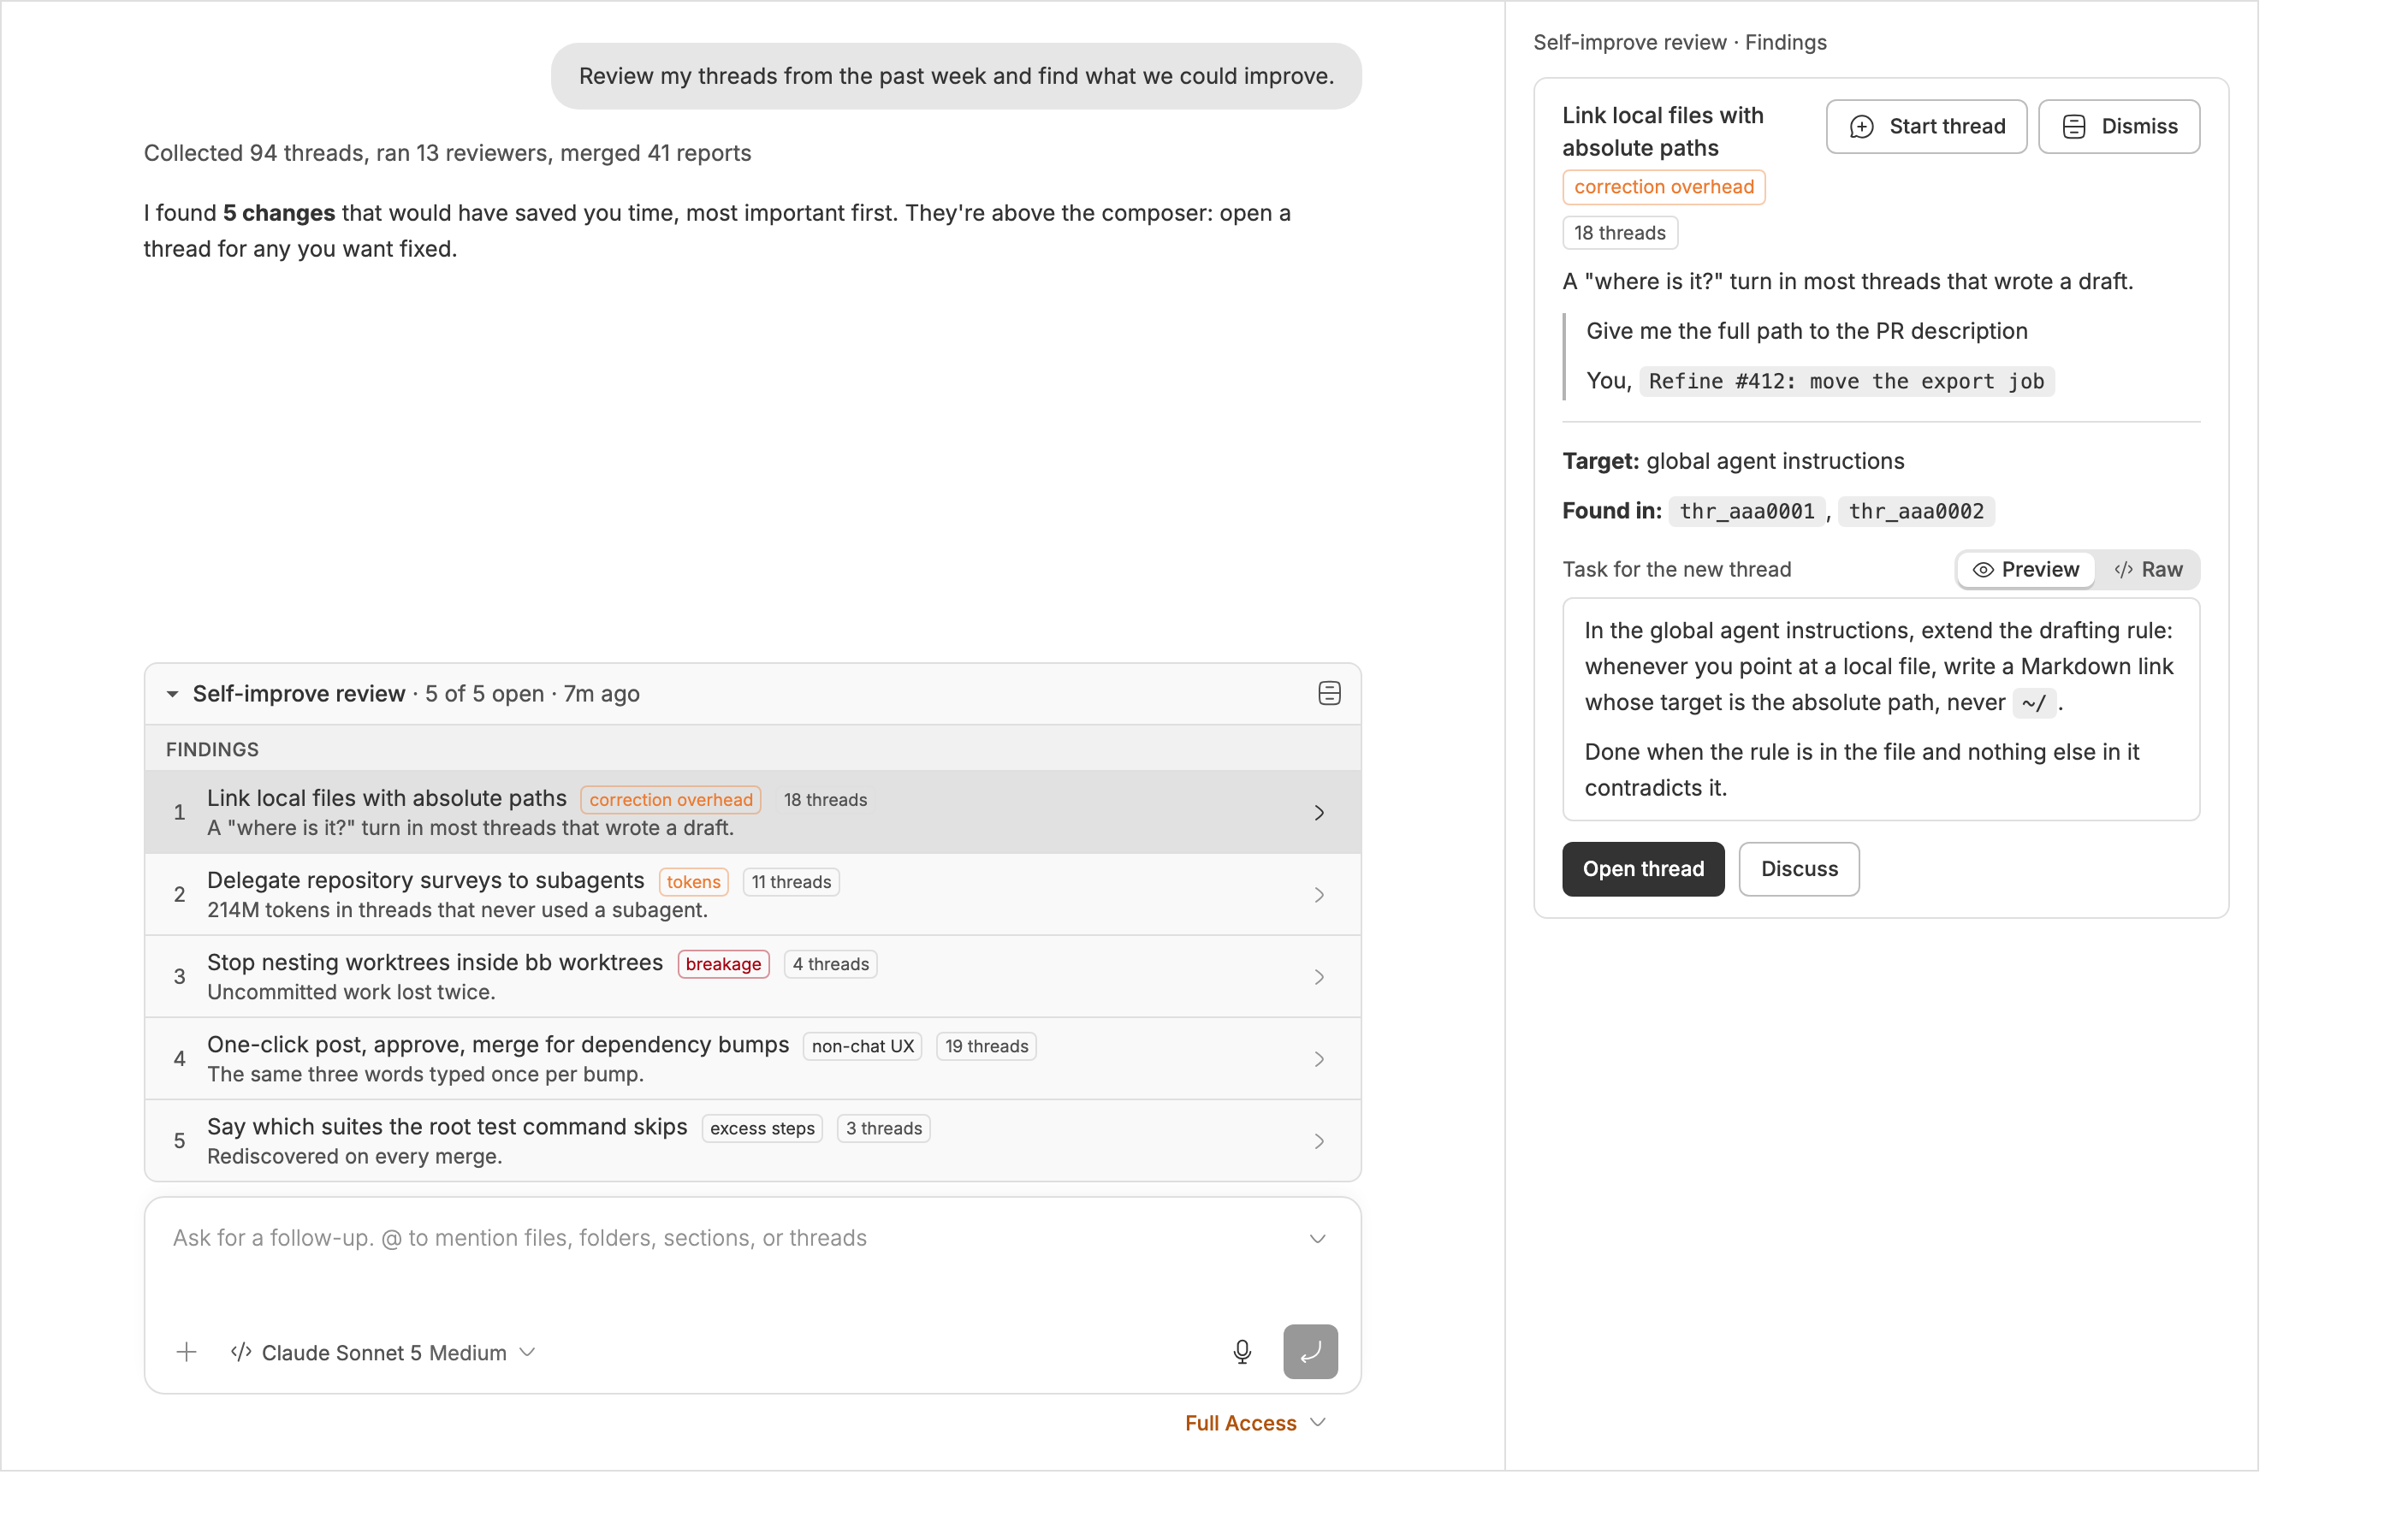 Review my threads from the past week and find what we could improve.
Collected 94 threads, ran 13 reviewers, merged 41 reports
I found 5 changes that would have saved you time, most important first. They're above the composer: open a
thread for any you want fixed.
Self-improve review · 5 of 5 open · 7m ago
FINDINGS
1
Link local files with absolute paths correction overhead 18 threads
A "where is it?" turn in most threads that wrote a draft.
2
Delegate repository surveys to subagents tokens 11 threads
214M tokens in threads that never used a subagent.
3
Stop nesting worktrees inside bb worktrees breakage 4 threads
Uncommitted work lost twice.
4
One-click post, approve, merge for dependency bumps non-chat UX 19 threads
The same three words typed once per bump.
5
Say which suites the root test command skips excess steps 3 threads
Rediscovered on every merge.
Ask for a follow-up. @ to mention files, folders, sections, or threads
Claude Sonnet 5 Medium
Full Access
Self-improve review · Findings
Link local files with
absolute paths
Start thread
Dismiss
correction overhead
18 threads
A "where is it?" turn in most threads that wrote a draft.
Give me the full path to the PR description
You, Refine #412: move the export job
Target: global agent instructions
Found in: thr_aaa0001, thr_aaa0002
Task for the new thread
Preview
</> Raw
In the global agent instructions, extend the drafting rule:
whenever you point at a local file, write a Markdown link
whose target is the absolute path, never ~/.
Done when the rule is in the file and nothing else in it
contradicts it.
Open thread
Discuss